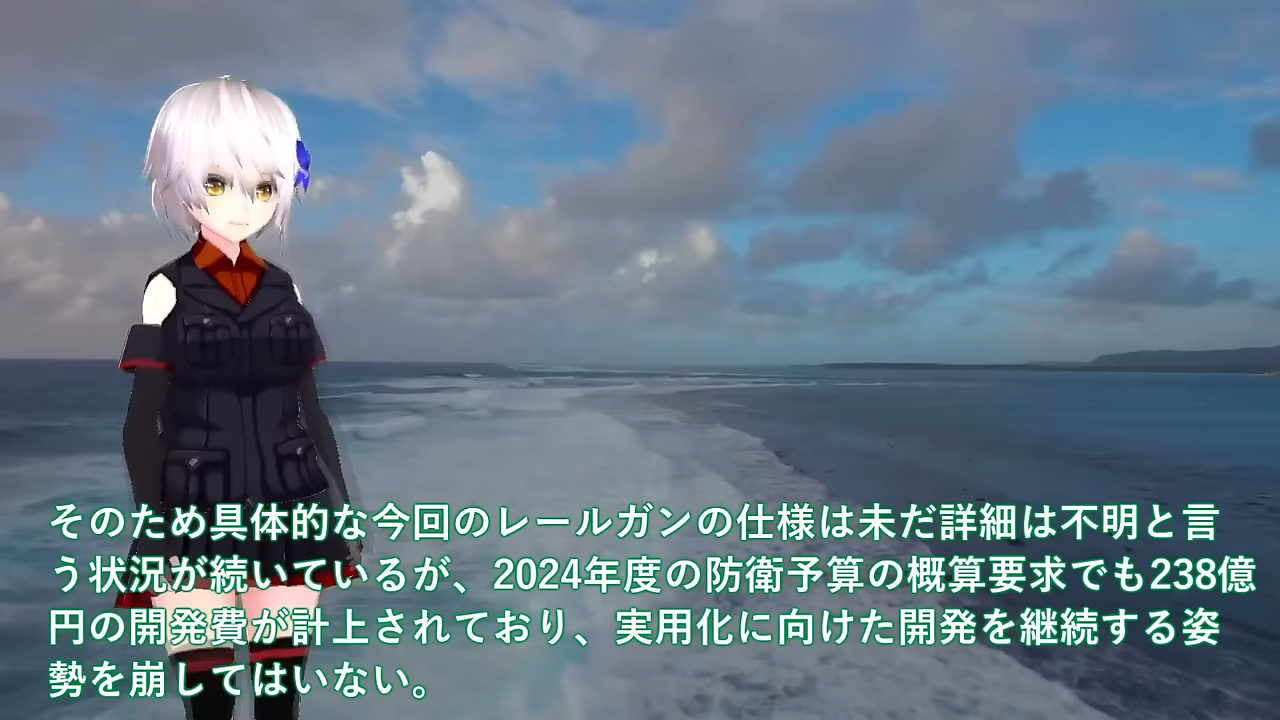 そのため具体的な今回のレールガンの仕様は未だ詳細は不明と言
う状況が続いているが、2024年度の防衛予算の概算要求でも238億
円の開発費が計上されており、実用化に向けた開発を継続する姿
勢を崩してはいない。